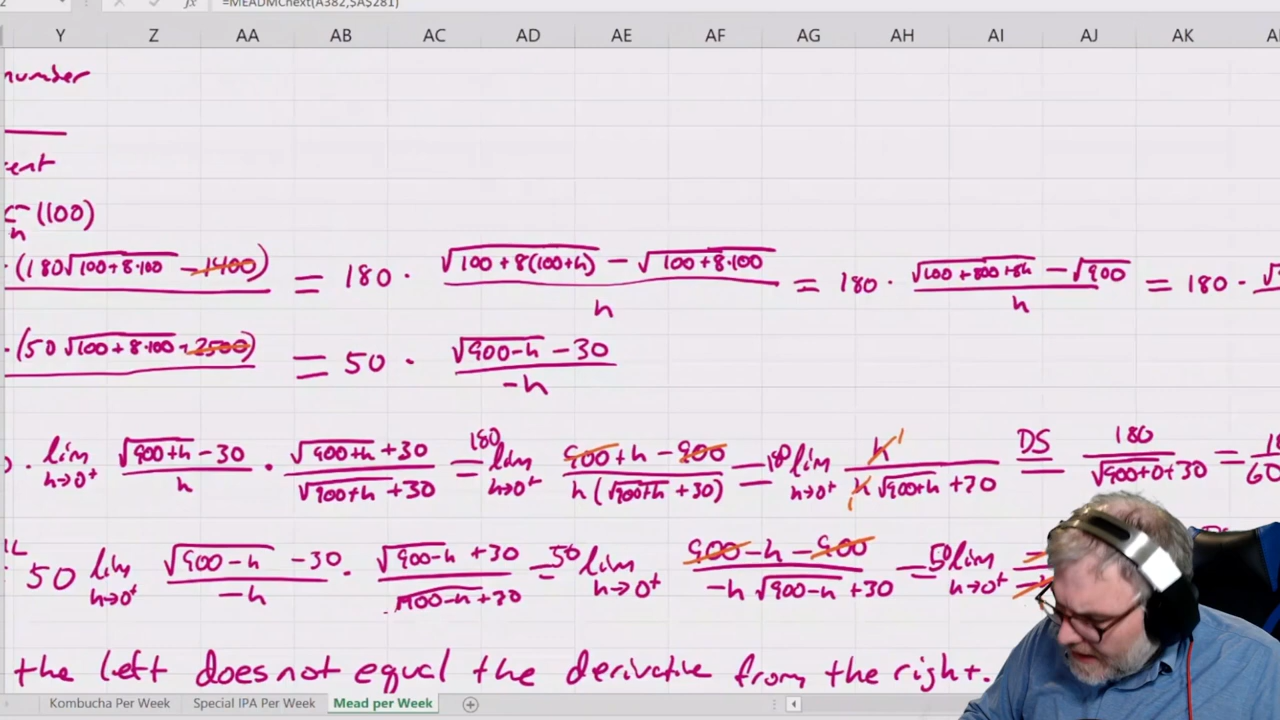 =MEADMCnext(A382,$A$281)
Y Z AA AB AC AD AE AF AG AH AI AJ AK
number
(100)
·(180√100+8·100 -1400) = 180 · √100+8(100+h) - √100+8·100 / h = 180 · √100+800+8h - √900 / h = 180 ·
·(50√100+8·100 -2500) = 50 · √900-h -30 / -h
· lim h→0⁺ √900+h -30 / h · √900+h +30 / √900+h +30 = 180 lim h→0⁺ 900+h-900 / h(√900+h +30) = 180 lim h→0⁺ h / h√900+h +30 DS = 180 / √900+0+30 =
50 lim h→0⁺ √900-h -30 / -h · √900-h +30 / √900-h +30 = 50 lim h→0⁺ 900-h-900 / -h√900-h +30 = 50 lim h→0⁺
the left does not equal the derivative from the right.
Kombucha Per Week Special IPA Per Week Mead per Week